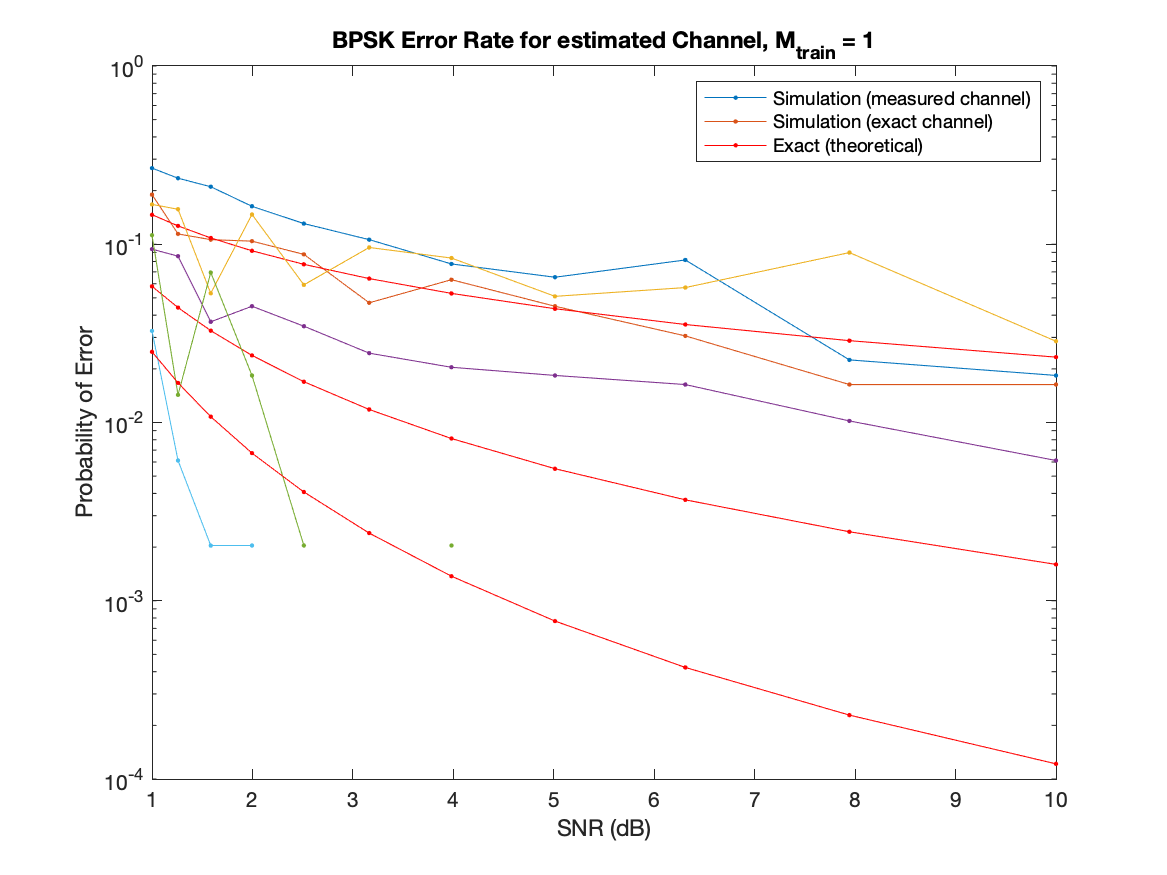 BPSK Error Rate for estimated Channel, M_train = 1
Simulation (measured channel)
Simulation (exact channel)
Exact (theoretical)
Probability of Error
10^0
10^-1
10^-2
10^-3
10^-4
1 2 3 4 5 6 7 8 9 10
SNR (dB)